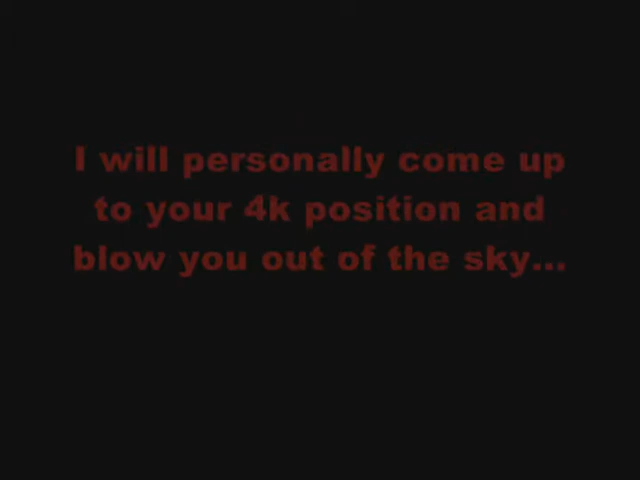 I will personally come up
to your 4k position and
blow you out of the sky...